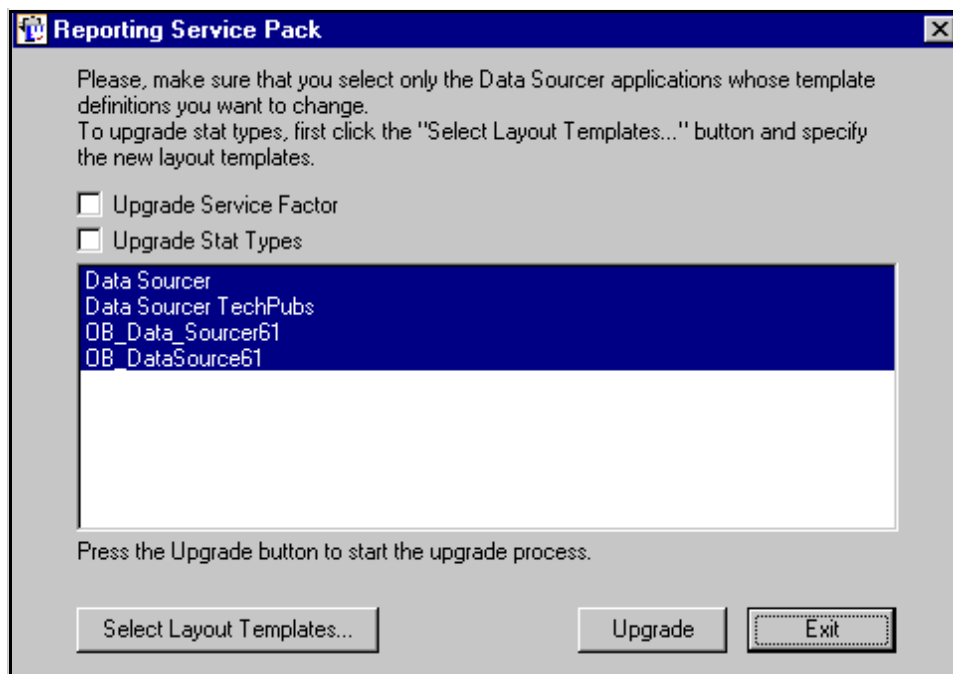 Reporting Service Pack
Please, make sure that you select only the Data Sourcer applications whose template
definitions you want to change.
To upgrade stat types, first click the "Select Layout Templates..." button and specify
the new layout templates.
Upgrade Service Factor
Upgrade Stat Types
Data Sourcer
Data Sourcer TechPubs
OB_Data_Sourcer61
OB_DataSource61
Press the Upgrade button to start the upgrade process.
Select Layout Templates... Upgrade Exit